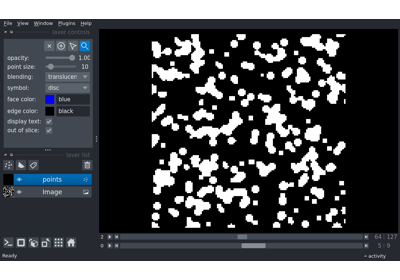 File View Window Plugins Help
layer controls
opacity: 1.00
point size: 10
blending: translucen
symbol: disc
face color: blue
edge color: black
display text:
out of slice:
layer list
points
Image
2 64 127
0 5 9
Ready activity